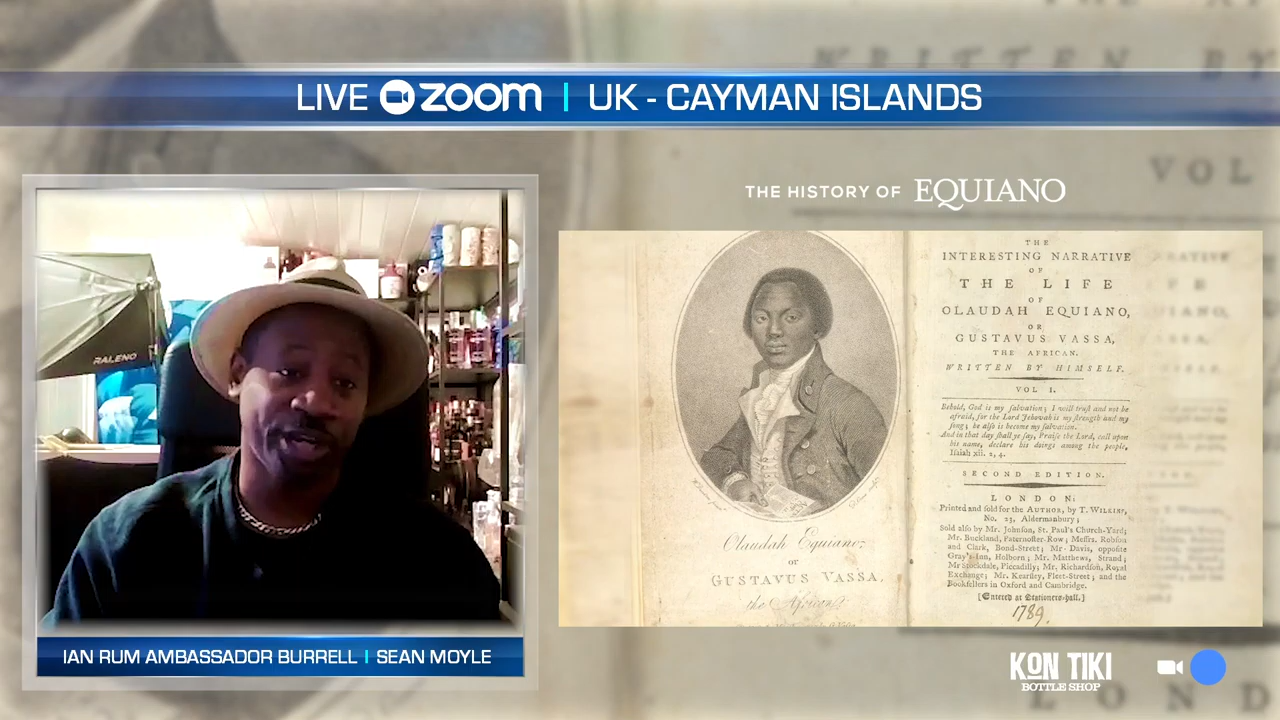 THE
WRITTEN BY
VOL
LIVE zoom | UK - CAYMAN ISLANDS
THE HISTORY OF EQUIANO
RALENO
Olaudah Equiano;
or
GUSTAVUS VASSA,
the African;
THE
INTERESTING NARRATIVE
OF
THE LIFE
OF
OLAUDAH EQUIANO,
OR
GUSTAVUS VASSA,
THE AFRICAN.
WRITTEN BY HIMSELF.
VOL I.
Behold, God is my salvation; I will trust and not be
afraid, for the Lord Jehovah is my strength and my
song; he also is become my salvation.
And in that day shall ye say, Praise the Lord, call upon
his name, declare his doings among the people,
Isaiah xii. 2, 4.
SECOND EDITION.
LONDON:
Printed and sold for the AUTHOR, by T. WILKINS,
No. 23, Aldermanbury;
Sold also by Mr. Johnson, St. Paul's Church-Yard;
Mr. Buckland, Paternoster-Row; Messrs. Robson
and Clark, Bond-Street; Mr. Davis, opposite
Gray's-Inn, Holborn; Mr. Matthews, Strand;
Mr. Stockdale, Piccadilly; Mr. Richardson, Royal
Exchange; Mr. Kearsley, Fleet-Street; and the
Booksellers in Oxford and Cambridge.
[Entered at Stationers-hall.]
1789.
IAN RUM AMBASSADOR BURRELL | SEAN MOYLE
KON TIKI
BOTTLE SHOP
LOND